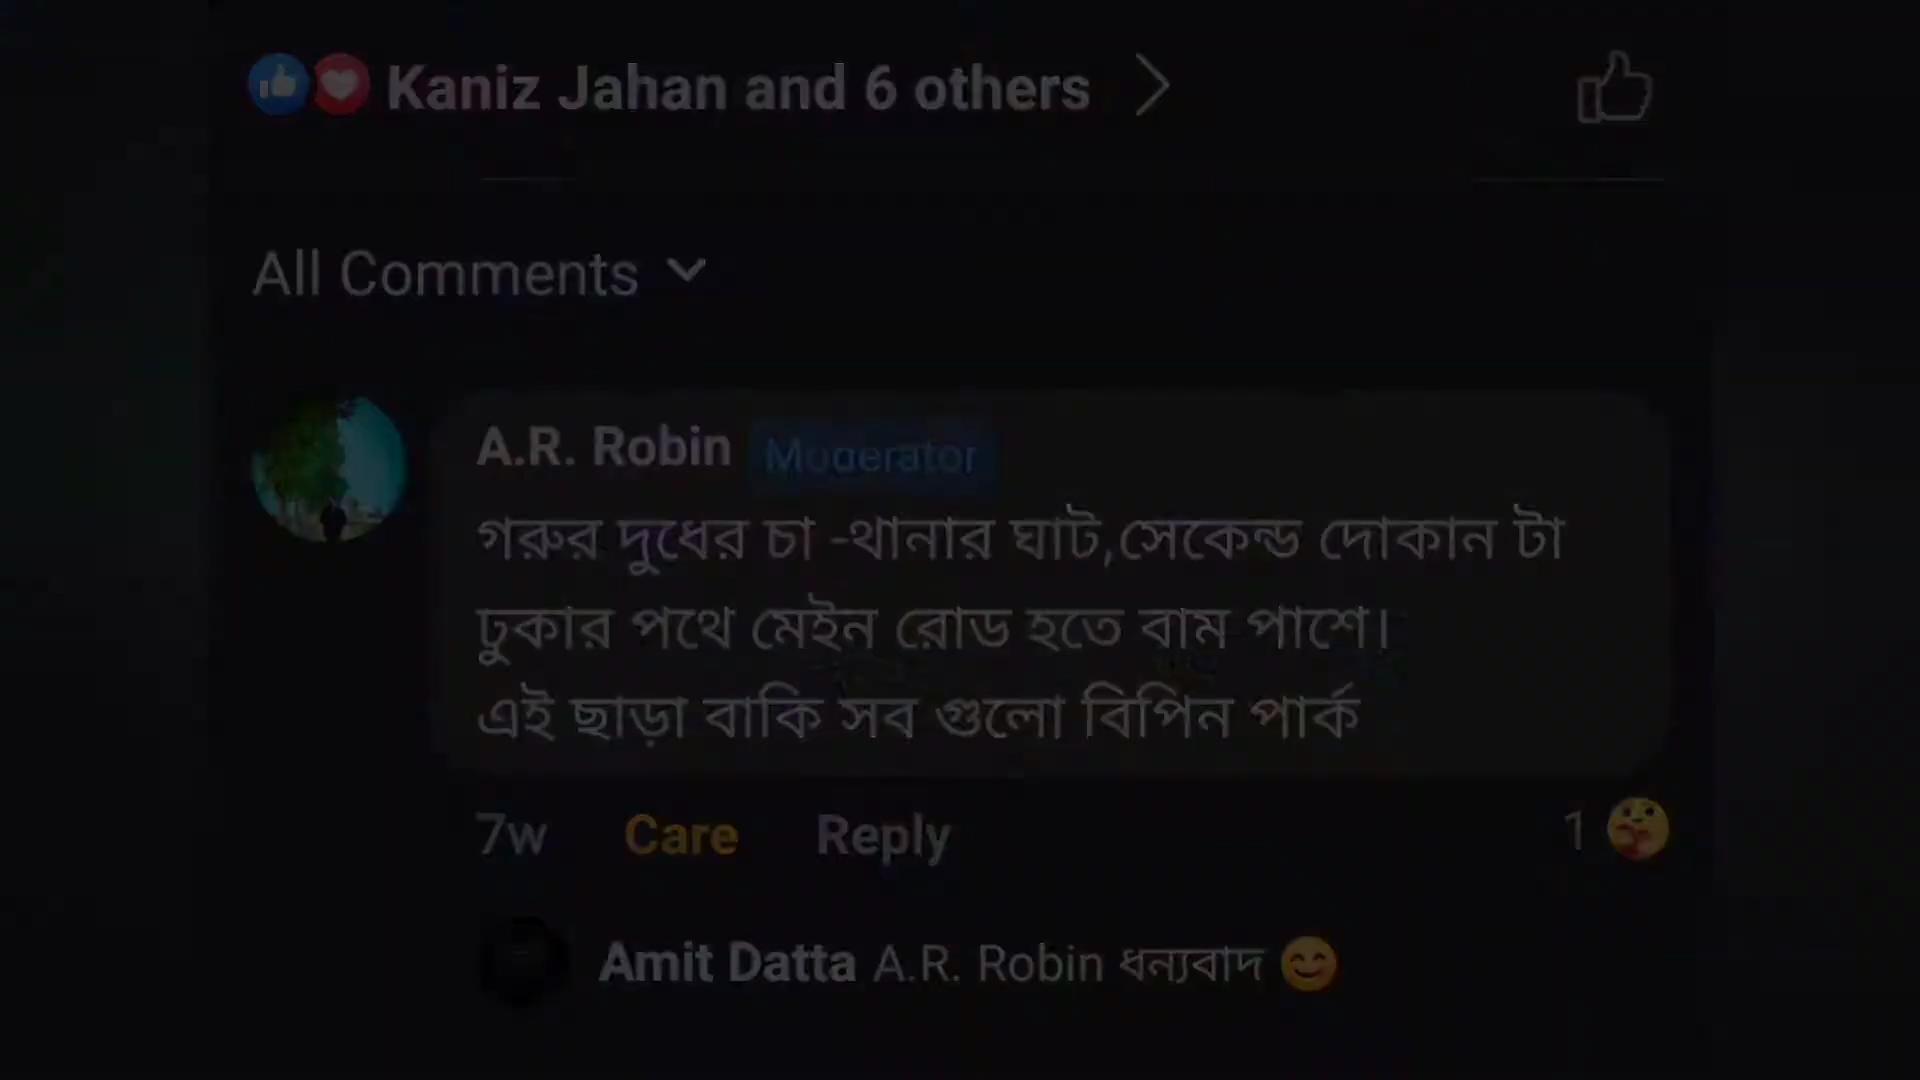 Kaniz Jahan and 6 others
All Comments
A.R. Robin Moderator
গরুর দুধের চা -থানার ঘাট,সেকেন্ড দোকান টা
ঢুকার পথে মেইন রোড হতে বাম পাশে।
এই ছাড়া বাকি সব গুলো বিপিন পার্ক
7w Care Reply 1
Amit Datta A.R. Robin ধন্যবাদ 😊